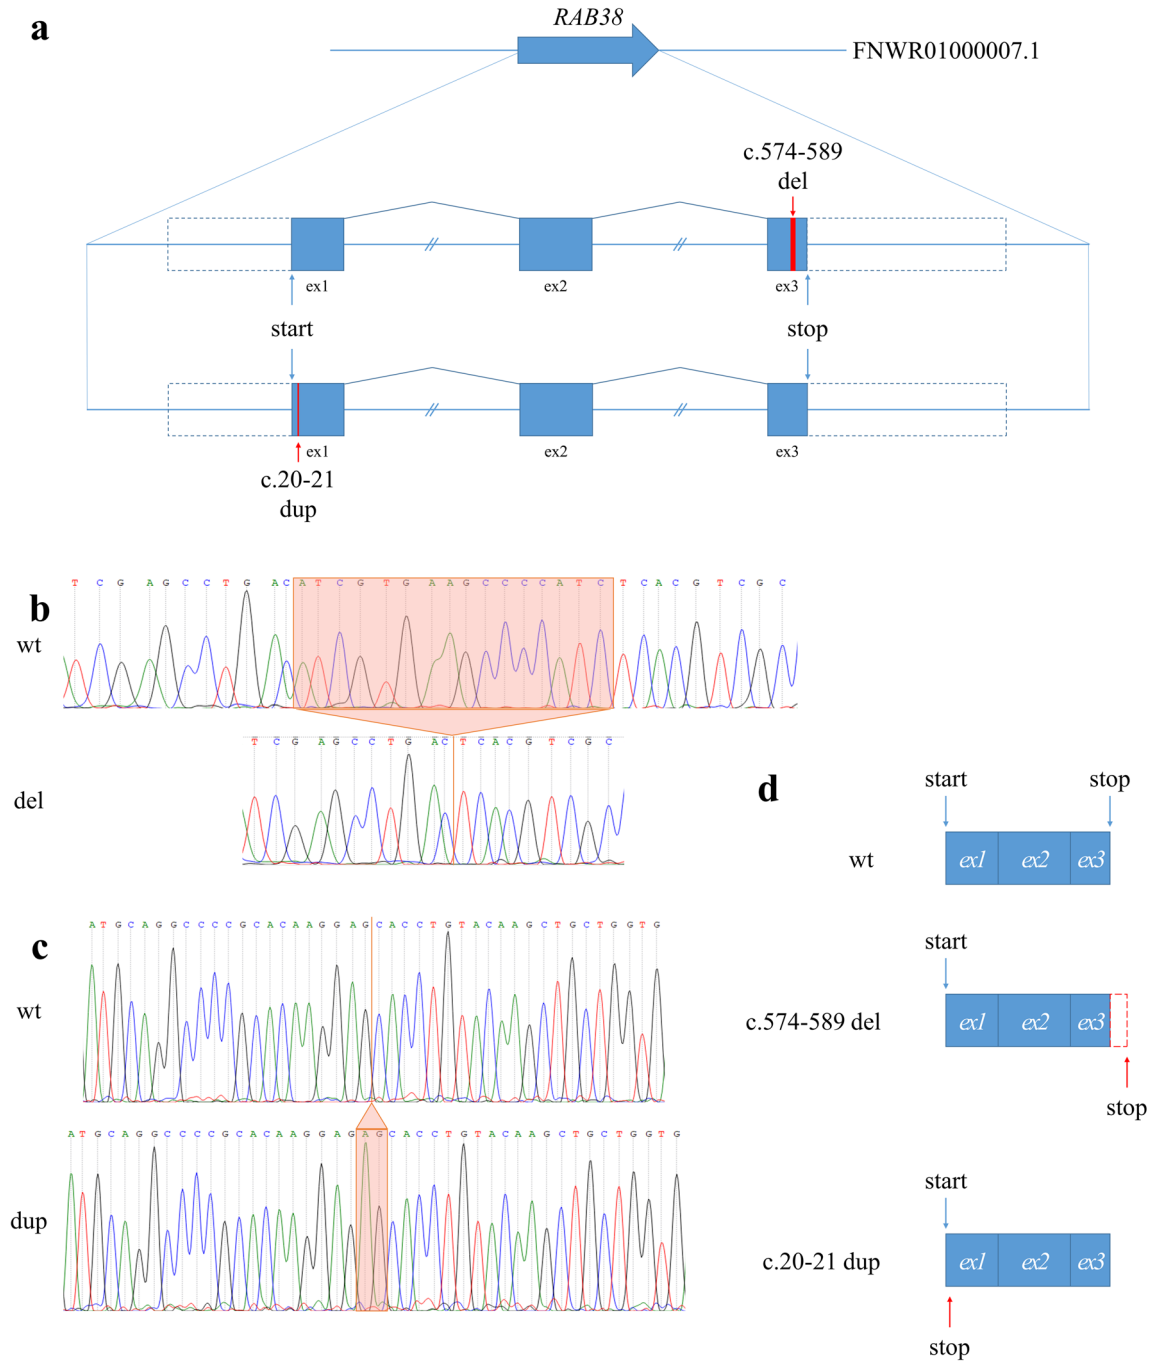 a
RAB38
FNWR01000007.1
c.574-589
del
ex1
ex2
ex3
start
stop
ex1
ex2
ex3
c.20-21
dup
b
T C G A G C C T G A C A T C G T G A A G C C C C A T C T C A C G T C G C
wt
T C G A G C C T G A C T C A C G T C G C
del
c
A T G C A G G C C C C G C A C A A G G A G C A C C T G T A C A A G C T G C T G G T G
wt
A T G C A G G C C C C G C A C A A G G A G A G C A C C T G T A C A A G C T G C T G G T G
dup
d
start
stop
wt
ex1
ex2
ex3
start
c.574-589 del
ex1
ex2
ex3
stop
start
c.20-21 dup
ex1
ex2
ex3
stop